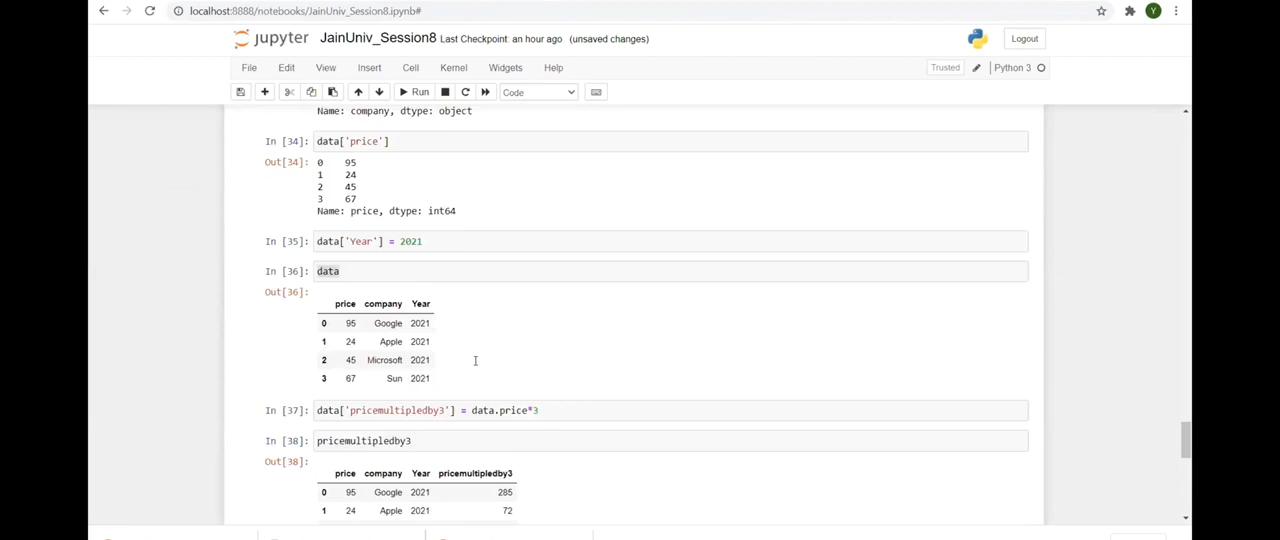 localhost:8888/notebooks/JainUniv_Session8.ipynb#
Y
jupyter JainUniv_Session8 Last Checkpoint: an hour ago (unsaved changes)
Logout
File Edit View Insert Cell Kernel Widgets Help
Trusted
Python 3
Run
Code
Name: company, dtype: object
In [34]: data['price']
Out[34]: 0 95
1 24
2 45
3 67
Name: price, dtype: int64
In [35]: data['Year'] = 2021
In [36]: data
Out[36]:
price company Year
0 95 Google 2021
1 24 Apple 2021
2 45 Microsoft 2021
3 67 Sun 2021
In [37]: data['pricemultipledby3'] = data.price*3
In [38]: pricemultipledby3
Out[38]:
price company Year pricemultipledby3
0 95 Google 2021 285
1 24 Apple 2021 72